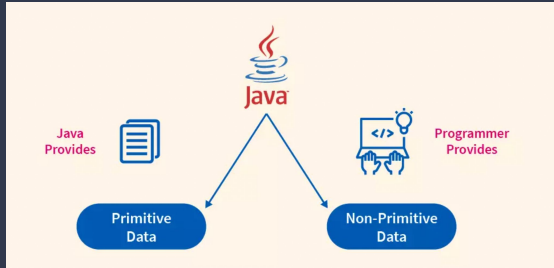 Java
Java
Provides
</>
Programmer
Provides
Primitive
Data
Non-Primitive
Data